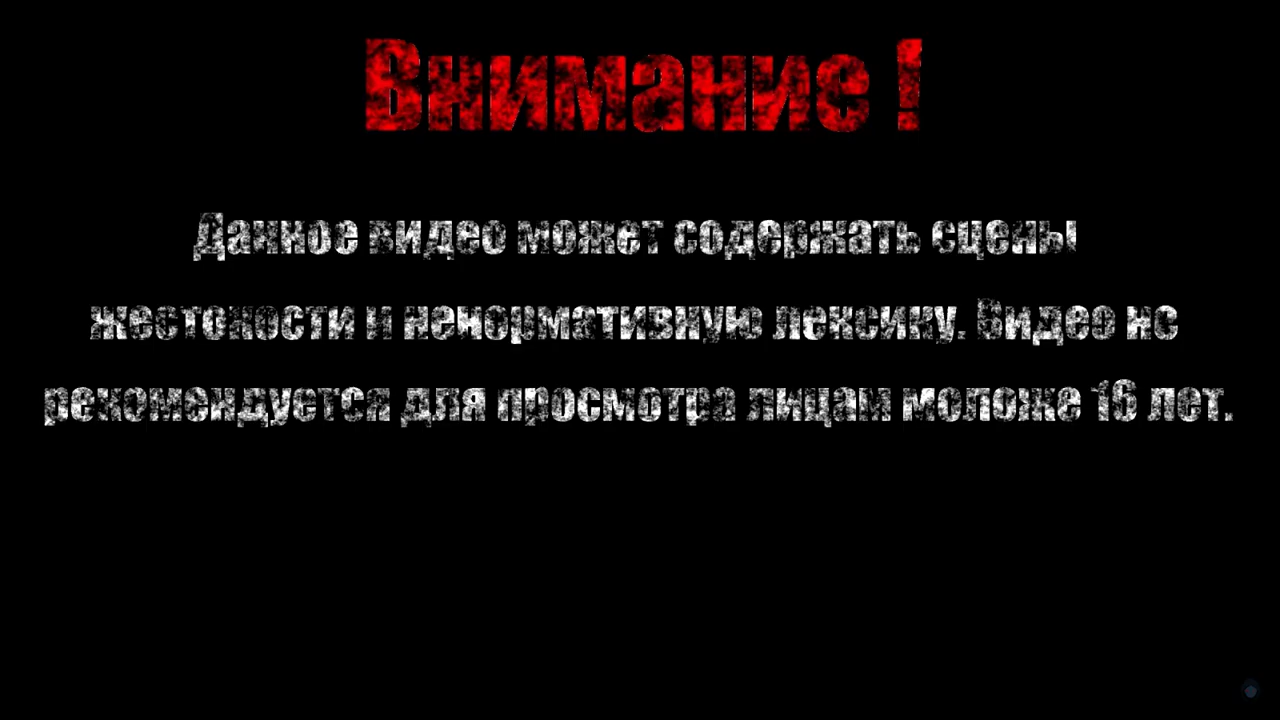 Внимание !
Данное видео может содержать сцены
жестокости и ненормативную лексику. Видео не
рекомендуется для просмотра лицам моложе 16 лет.